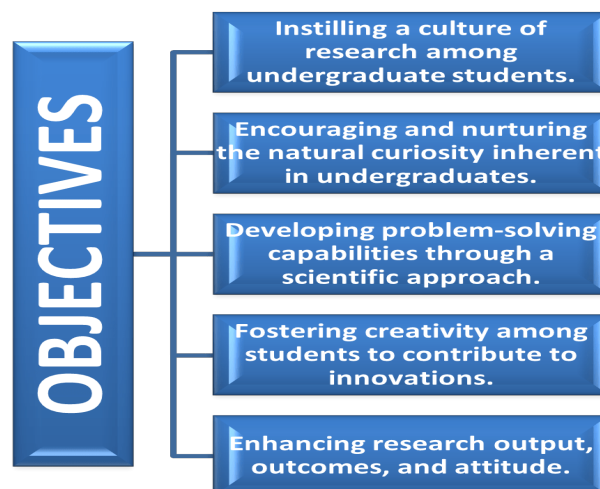 OBJECTIVES
Instilling a culture of
research among
undergraduate students.
Encouraging and nurturing
the natural curiosity inherent
in undergraduates.
Developing problem-solving
capabilities through a
scientific approach.
Fostering creativity among
students to contribute to
innovations.
Enhancing research output,
outcomes, and attitude.